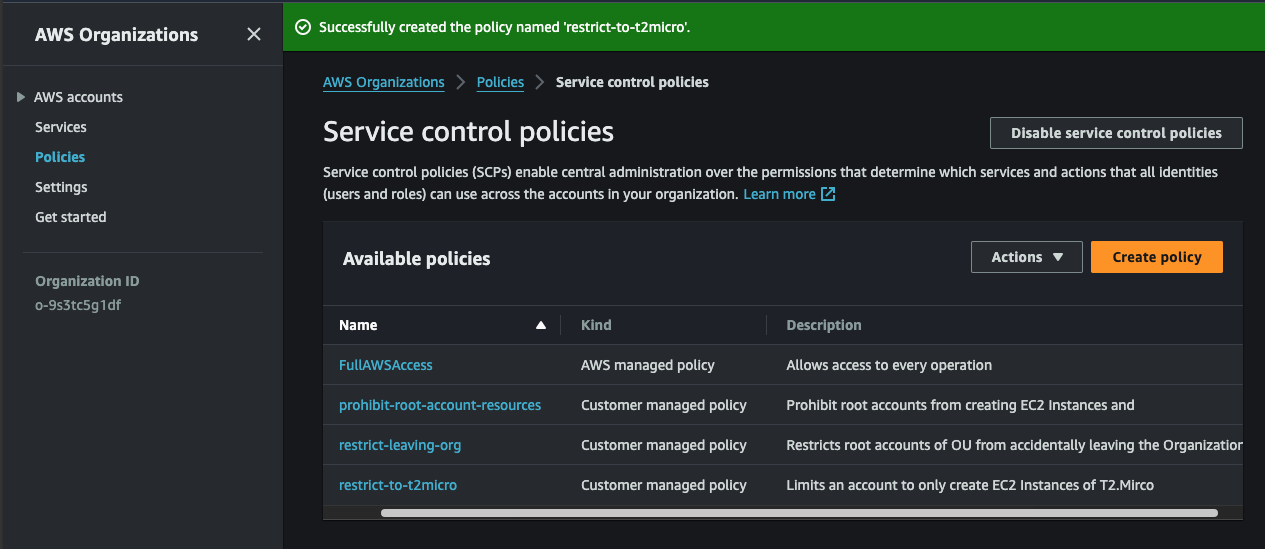 AWS Organizations
AWS accounts
Services
Policies
Settings
Get started
Organization ID
o-9s3tc5g1df
Successfully created the policy named 'restrict-to-t2micro'.
AWS Organizations > Policies > Service control policies
Service control policies
Disable service control policies
Service control policies (SCPs) enable central administration over the permissions that determine which services and actions that all identities
(users and roles) can use across the accounts in your organization. Learn more
Available policies
Actions
Create policy
Name Kind Description
FullAWSAccess AWS managed policy Allows access to every operation
prohibit-root-account-resources Customer managed policy Prohibit root accounts from creating EC2 Instances and
restrict-leaving-org Customer managed policy Restricts root accounts of OU from accidentally leaving the Organization
restrict-to-t2micro Customer managed policy Limits an account to only create EC2 Instances of T2.Mirco